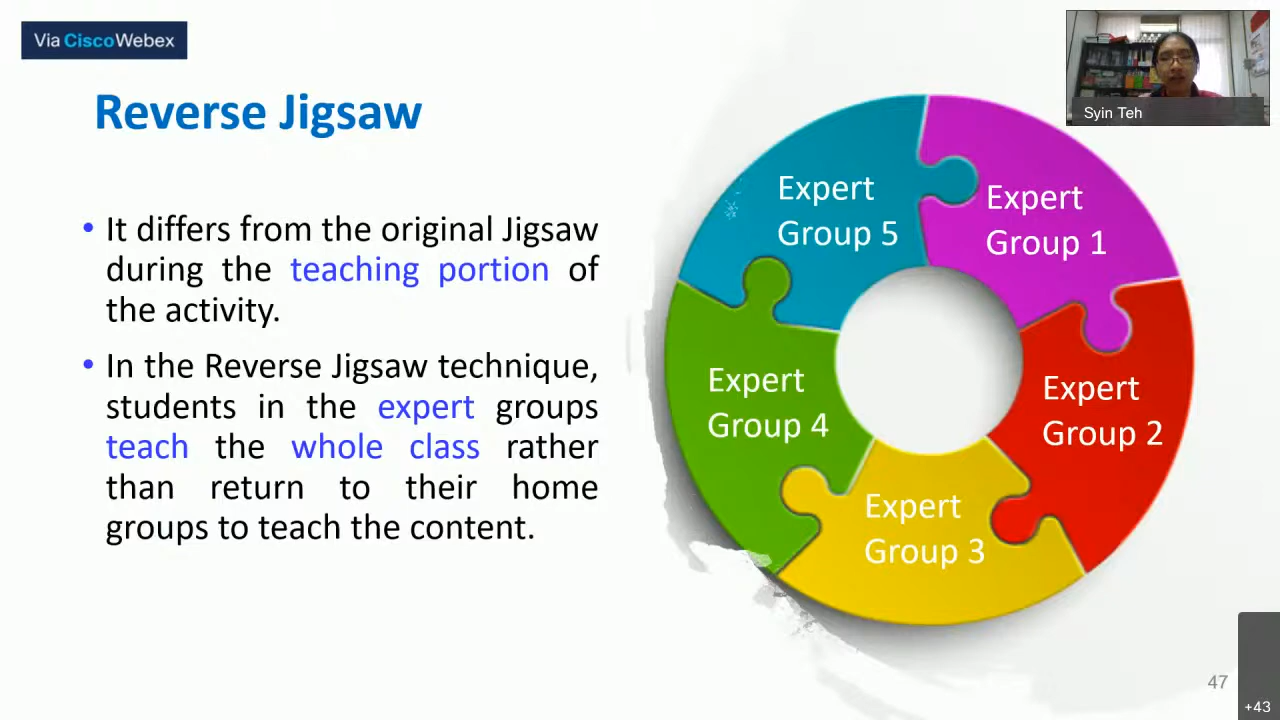 Via CiscoWebex
Reverse Jigsaw
• It differs from the original Jigsaw
during the teaching portion of
the activity.
• In the Reverse Jigsaw technique,
students in the expert groups
teach the whole class rather
than return to their home
groups to teach the content.
Expert
Group 5
Expert
Group 1
Expert
Group 4
Expert
Group 2
Expert
Group 3
Syin Teh
47
+43